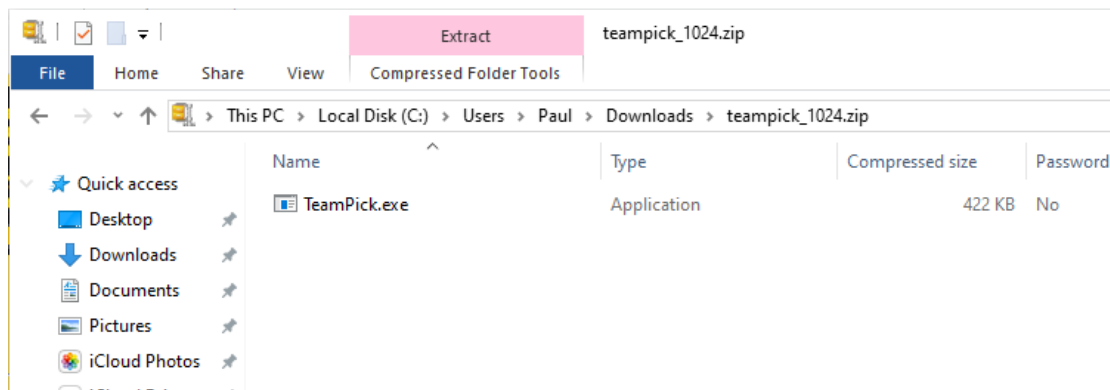 Extract
teampick_1024.zip
File
Home
Share
View
Compressed Folder Tools
This PC > Local Disk (C:) > Users > Paul > Downloads > teampick_1024.zip
Name
Type
Compressed size
Password
Quick access
Desktop
Downloads
Documents
Pictures
iCloud Photos
TeamPick.exe
Application
422 KB
No